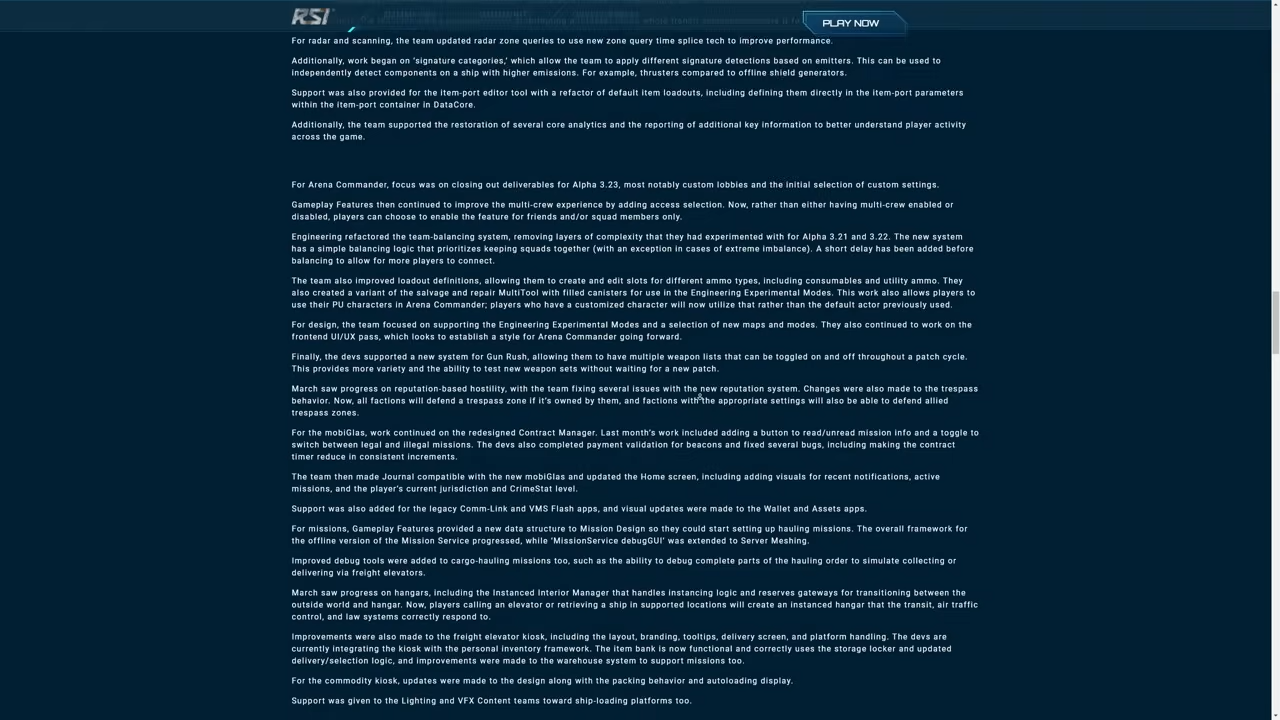 RSI
PLAY NOW
For radar and scanning, the team updated radar zone queries to use new zone query time splice tech to improve performance.
Additionally, work began on 'signature categories,' which allow the team to apply different signature detections based on emitters. This can be used to
independently detect components on a ship with higher emissions. For example, thrusters compared to offline shield generators.
Support was also provided for the item-port editor tool with a refactor of default item loadouts, including defining them directly in the item-port parameters
within the item-port container in DataCore.
Additionally, the team supported the restoration of several core analytics and the reporting of additional key information to better understand player activity
across the game.
For Arena Commander, focus was on closing out deliverables for Alpha 3.23, most notably custom lobbies and the initial selection of custom settings.
Gameplay Features then continued to improve the multi-crew experience by adding access selection. Now, rather than either having multi-crew enabled or
disabled, players can choose to enable the feature for friends and/or squad members only.
Engineering refactored the team-balancing system, removing layers of complexity that they had experimented with for Alpha 3.21 and 3.22. The new system
has a simple balancing logic that prioritizes keeping squads together (with an exception in cases of extreme imbalance). A short delay has been added before
balancing to allow for more players to connect.
The team also improved loadout definitions, allowing them to create and edit slots for different ammo types, including consumables and utility ammo. They
also created a variant of the salvage and repair MultiTool with filled canisters for use in the Engineering Experimental Modes. This work also allows players to
use their PU characters in Arena Commander; players who have a customized character will now utilize that rather than the default actor previously used.
For design, the team focused on supporting the Engineering Experimental Modes and a selection of new maps and modes. They also continued to work on the
frontend UI/UX pass, which looks to establish a style for Arena Commander going forward.
Finally, the devs supported a new system for Gun Rush, allowing them to have multiple weapon lists that can be toggled on and off throughout a patch cycle.
This provides more variety and the ability to test new weapon sets without waiting for a new patch.
March saw progress on reputation-based hostility, with the team fixing several issues with the new reputation system. Changes were also made to the trespass
behavior. Now, all factions will defend a trespass zone if it's owned by them, and factions with the appropriate settings will also be able to defend allied
trespass zones.
For the mobiGlas, work continued on the redesigned Contract Manager. Last month's work included adding a button to read/unread mission info and a toggle to
switch between legal and illegal missions. The devs also completed payment validation for beacons and fixed several bugs, including making the contract
timer reduce in consistent increments.
The team then made Journal compatible with the new mobiGlas and updated the Home screen, including adding visuals for recent notifications, active
missions, and the player's current jurisdiction and CrimeStat level.
Support was also added for the legacy Comm-Link and VMS Flash apps, and visual updates were made to the Wallet and Assets apps.
For missions, Gameplay Features provided a new data structure to Mission Design so they could start setting up hauling missions. The overall framework for
the offline version of the Mission Service progressed, while 'MissionService debugGUI' was extended to Server Meshing.
Improved debug tools were added to cargo-hauling missions too, such as the ability to debug complete parts of the hauling order to simulate collecting or
delivering via freight elevators.
March saw progress on hangars, including the Instanced Interior Manager that handles instancing logic and reserves gateways for transitioning between the
outside world and hangar. Now, players calling an elevator or retrieving a ship in supported locations will create an instanced hangar that the transit, air traffic
control, and law systems correctly respond to.
Improvements were also made to the freight elevator kiosk, including the layout, branding, tooltips, delivery screen, and platform handling. The devs are
currently integrating the kiosk with the personal inventory framework. The item bank is now functional and correctly uses the storage locker and updated
delivery/selection logic, and improvements were made to the warehouse system to support missions too.
For the commodity kiosk, updates were made to the design along with the packing behavior and autoloading display.
Support was given to the Lighting and VFX Content teams toward ship-loading platforms too.